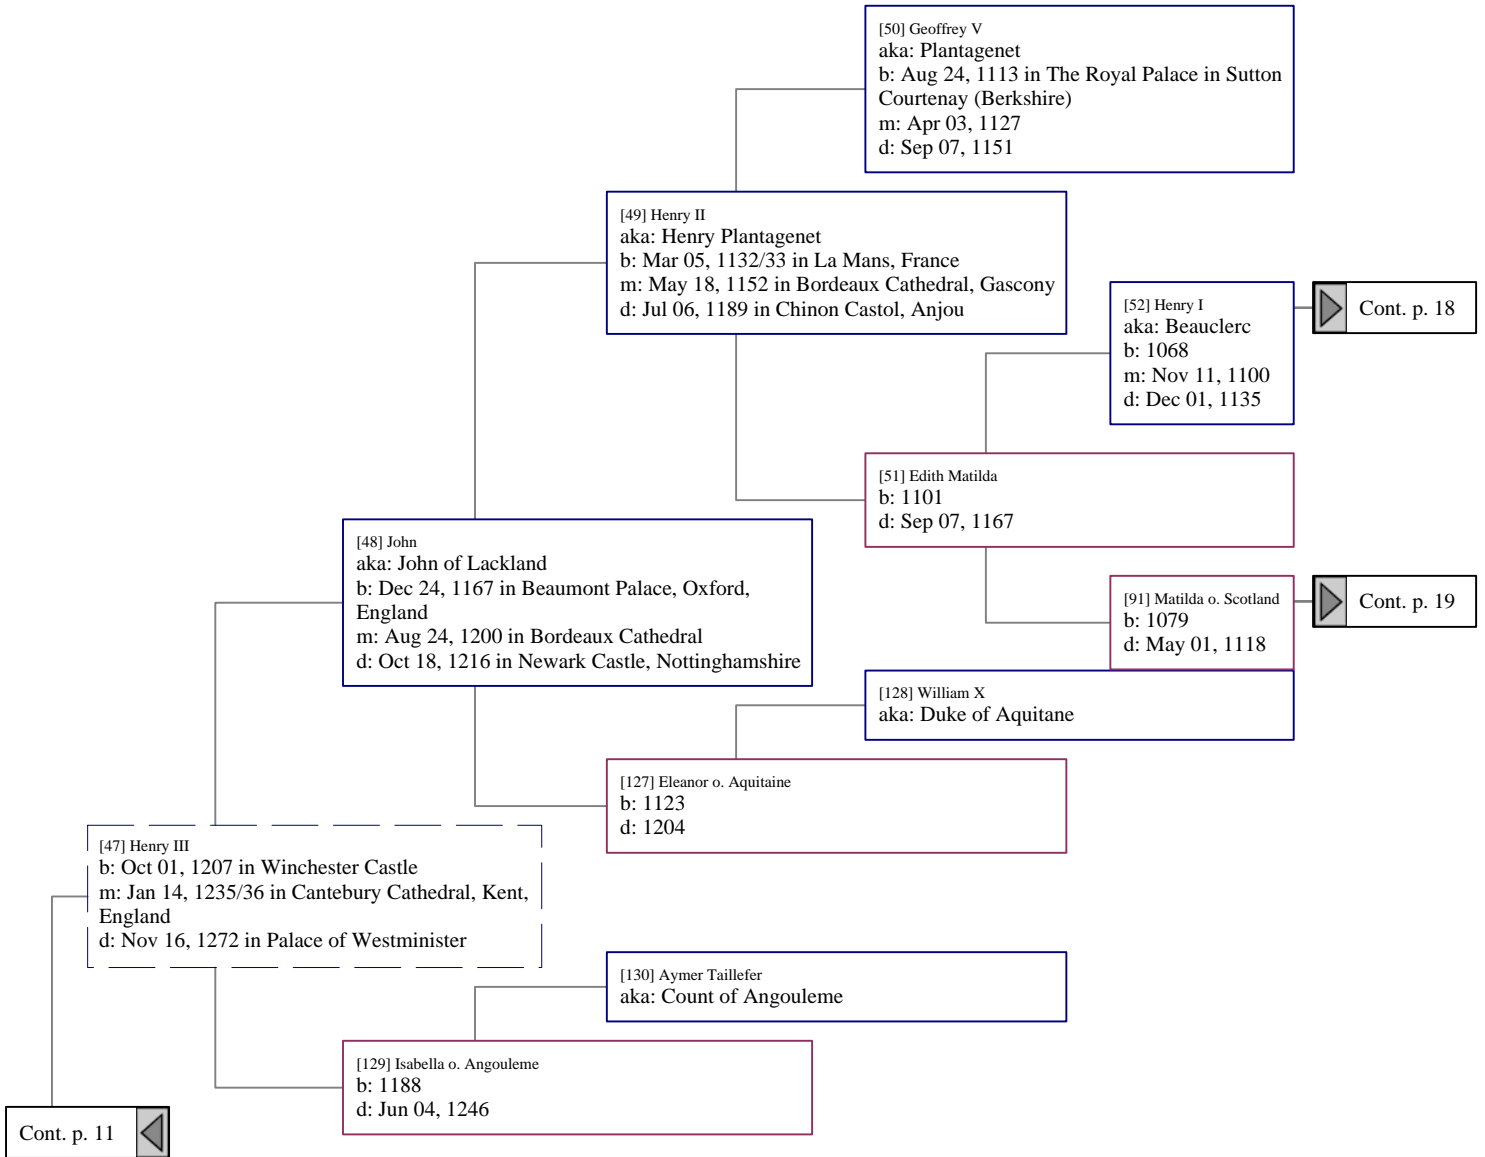 [50] Geoffrey V
aka: Plantagenet
b: Aug 24, 1113 in The Royal Palace in Sutton
Courtenay (Berkshire)
m: Apr 03, 1127
d: Sep 07, 1151
[49] Henry II
aka: Henry Plantagenet
b: Mar 05, 1132/33 in La Mans, France
m: May 18, 1152 in Bordeaux Cathedral, Gascony
d: Jul 06, 1189 in Chinon Castol, Anjou
[52] Henry I
aka: Beauclerc
b: 1068
m: Nov 11, 1100
d: Dec 01, 1135
Cont. p. 18
[51] Edith Matilda
b: 1101
d: Sep 07, 1167
[48] John
aka: John of Lackland
b: Dec 24, 1167 in Beaumont Palace, Oxford,
England
m: Aug 24, 1200 in Bordeaux Cathedral
d: Oct 18, 1216 in Newark Castle, Nottinghamshire
[91] Matilda o. Scotland
b: 1079
d: May 01, 1118
Cont. p. 19
[128] William X
aka: Duke of Aquitane
[127] Eleanor o. Aquitaine
b: 1123
d: 1204
[47] Henry III
b: Oct 01, 1207 in Winchester Castle
m: Jan 14, 1235/36 in Cantebury Cathedral, Kent,
England
d: Nov 16, 1272 in Palace of Westminister
[130] Aymer Taillefer
aka: Count of Angouleme
[129] Isabella o. Angouleme
b: 1188
d: Jun 04, 1246
Cont. p. 11